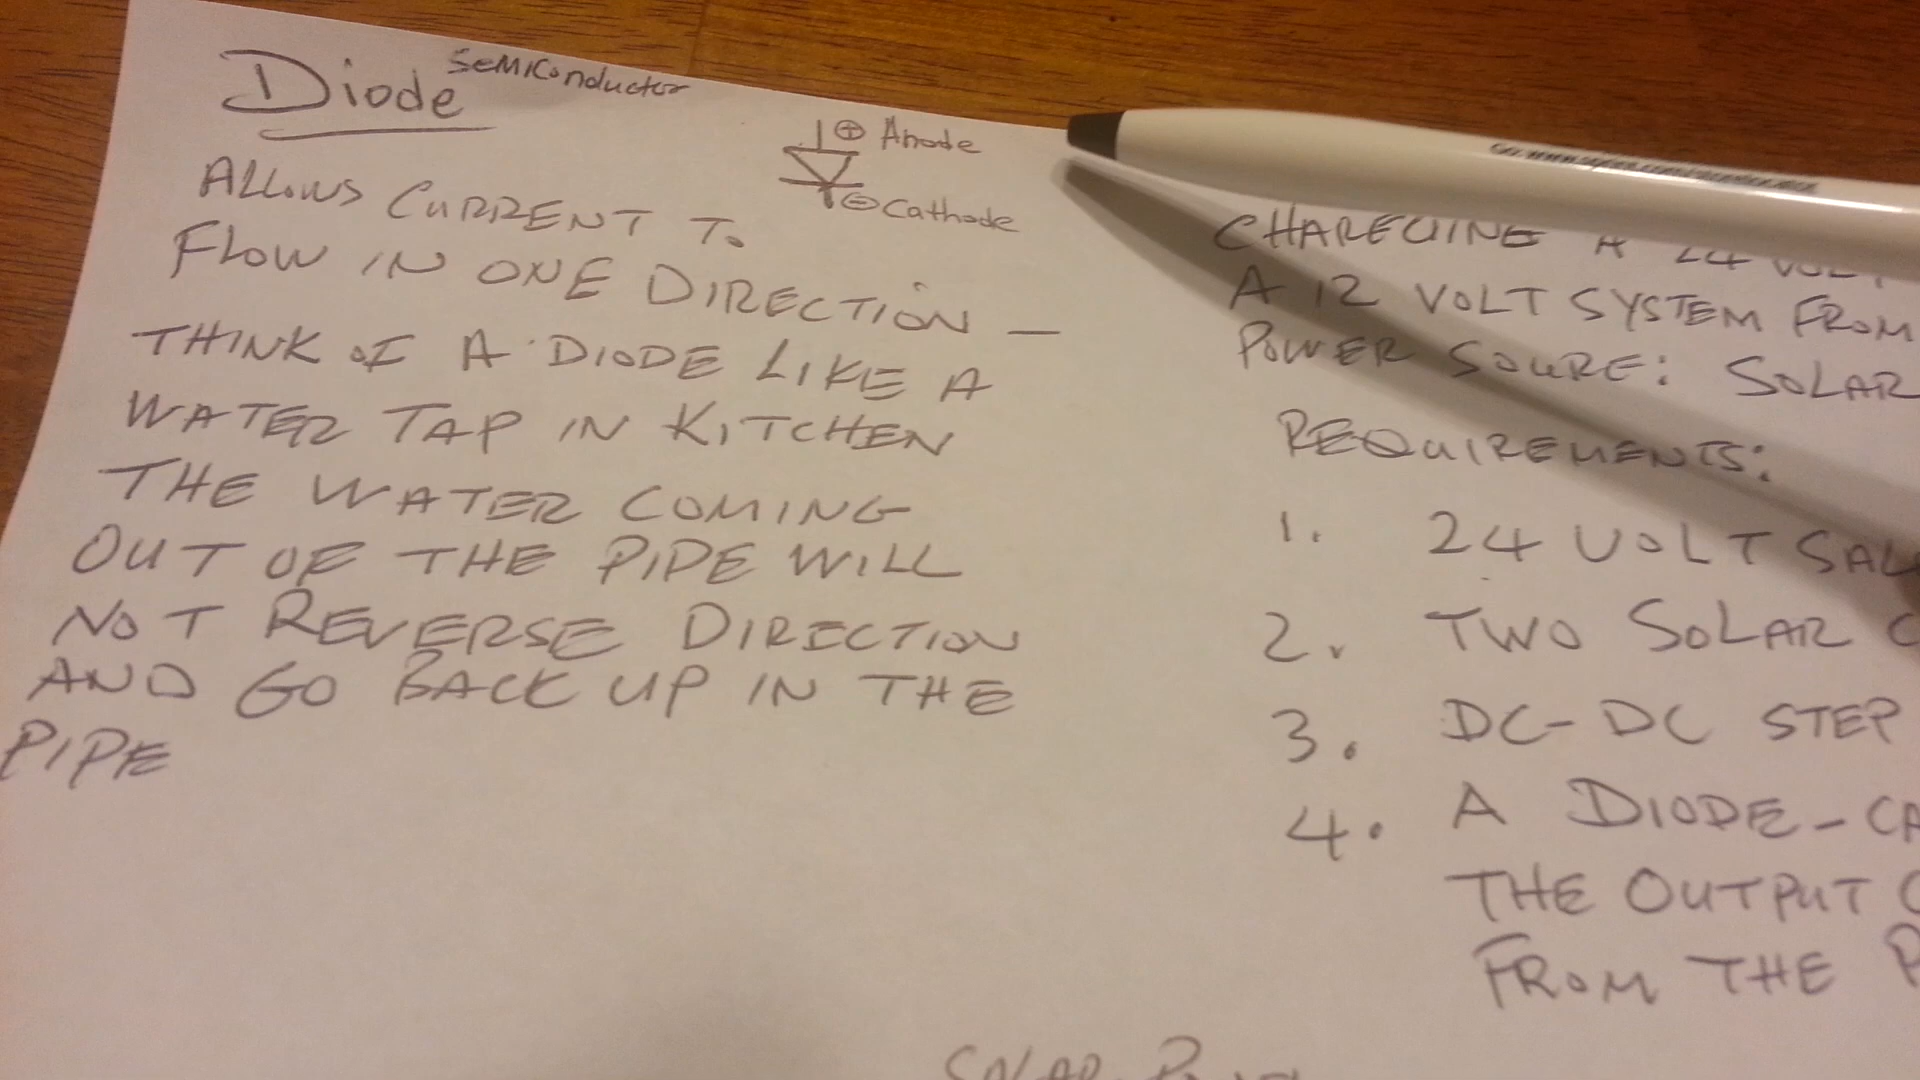 Diode SEMIConductor
⊕ Anode
⊖ Cathode
ALLOWS CURRENT TO
FLOW IN ONE DIRECTION –
THINK OF A DIODE LIKE A
WATER TAP IN KITCHEN
THE WATER COMING
OUT OF THE PIPE WILL
NOT REVERSE DIRECTION
AND GO BACK UP IN THE
PIPE
A 24
A 12 VOLT SYSTEM FROM
POWER SOURE: SOLAR
REQUIREMENTS:
1. 24 VOLT
2. TWO SOLAR
3. DC-DC STEP
4. A DIODE-
THE OUTPUT
FROM THE
SOLAR